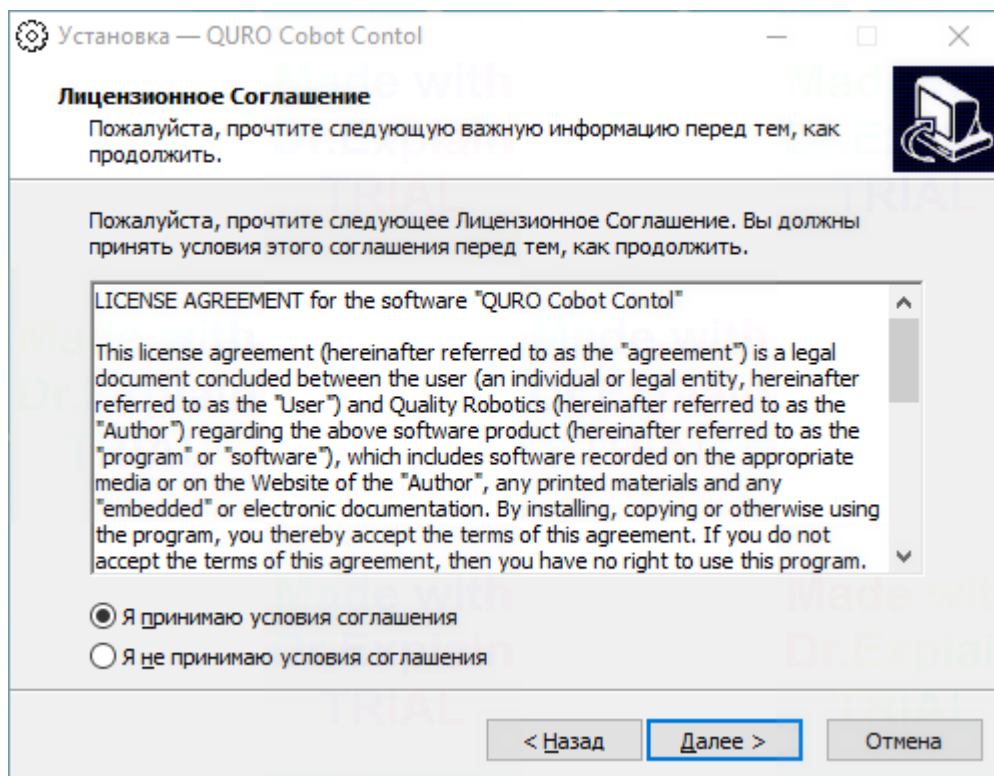 Установка — QURO Cobot Contol
Лицензионное Соглашение
Пожалуйста, прочтите следующую важную информацию перед тем, как
продолжить.
Пожалуйста, прочтите следующее Лицензионное Соглашение. Вы должны
принять условия этого соглашения перед тем, как продолжить.
LICENSE AGREEMENT for the software "QURO Cobot Contol"
This license agreement (hereinafter referred to as the "agreement") is a legal
document concluded between the user (an individual or legal entity, hereinafter
referred to as the "User") and Quality Robotics (hereinafter referred to as the
"Author") regarding the above software product (hereinafter referred to as the
"program" or "software"), which includes software recorded on the appropriate
media or on the Website of the "Author", any printed materials and any
"embedded" or electronic documentation. By installing, copying or otherwise using
the program, you thereby accept the terms of this agreement. If you do not
accept the terms of this agreement, then you have no right to use this program.
Я принимаю условия соглашения
Я не принимаю условия соглашения
< Назад Далее > Отмена
Made with
Dr.Explain
TRIAL